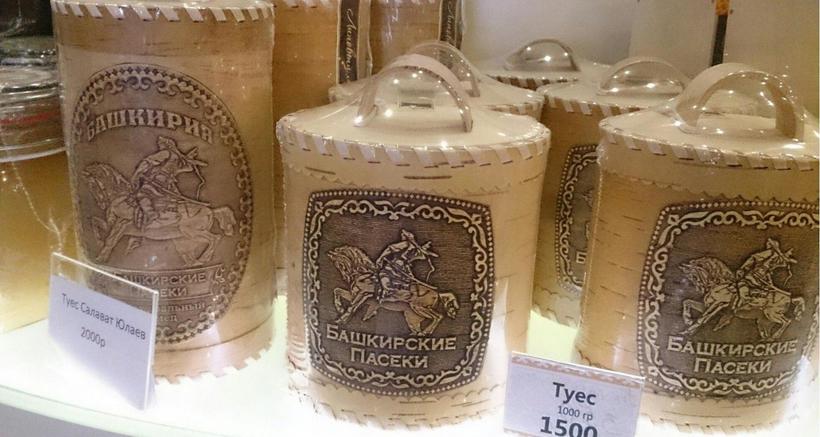 БАШКИРИЯ
БАШКИРСКИЕ
Туес Салават Юлаев
2000р
БАШКИРСКИЕ
ПАСЕКИ
Туес
1000 гр
1500
БАШКИРСКИЕ
ПАСЕКИ